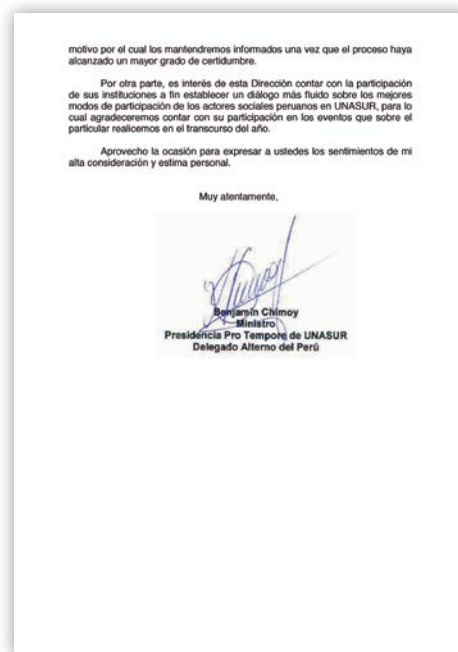 motivo por el cual los mantendremos informados una vez que el proceso haya
alcanzado un mayor grado de certidumbre.
Por otra parte, es interés de esta Dirección contar con la participación
de sus instituciones a fin establecer un diálogo más fluido sobre los mejores
modos de participación de los actores sociales peruanos en UNASUR, para lo
cual agradeceremos contar con su participación en los eventos que sobre el
particular realicemos en el transcurso del año.
Aprovecho la ocasión para expresar a ustedes los sentimientos de mi
alta consideración y estima personal.
Muy atentamente,
Benjamín Chimoy
Ministro
Presidencia Pro Tempore de UNASUR
Delegado Alterno del Perú